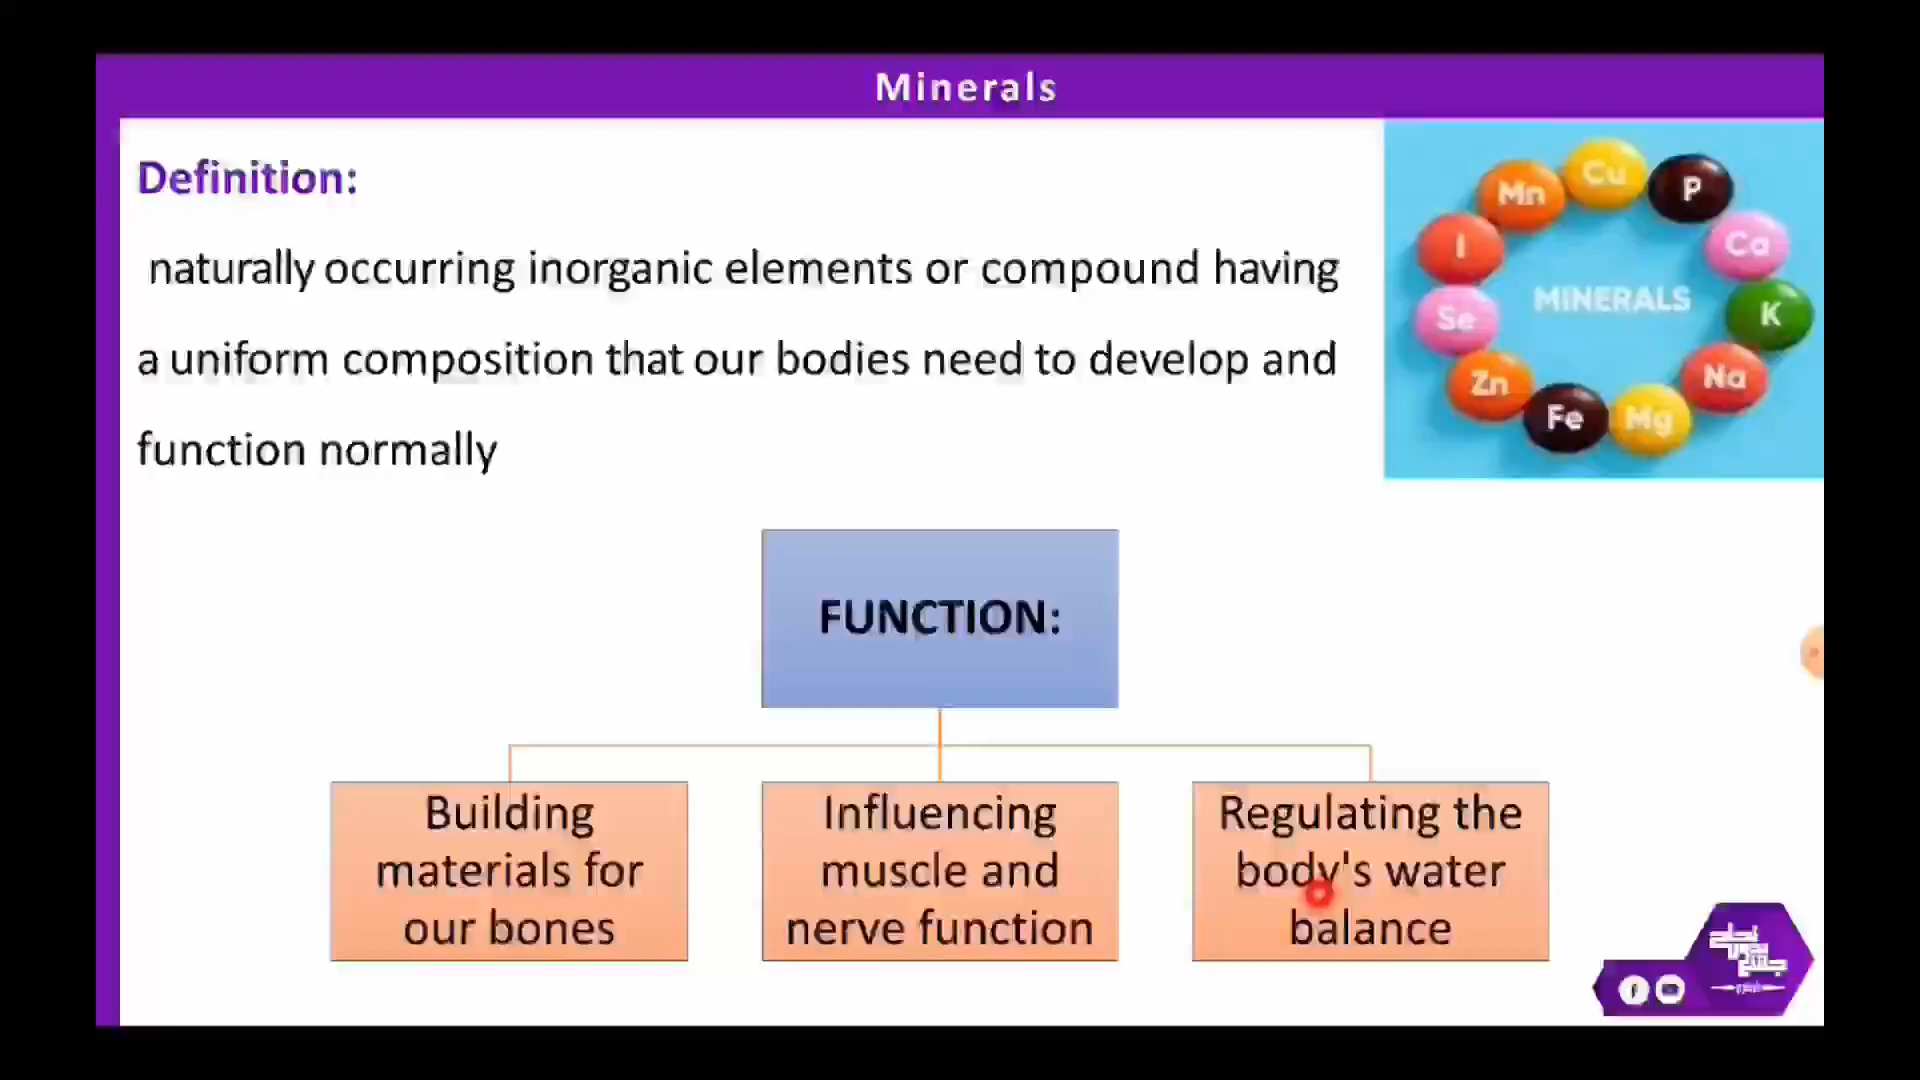 Minerals
Definition:
naturally occurring inorganic elements or compound having
a uniform composition that our bodies need to develop and
function normally
Mn
Cu
P
Ca
K
Na
Mg
Fe
Zn
Se
I
MINERALS
FUNCTION:
Building
materials for
our bones
Influencing
muscle and
nerve function
Regulating the
body's water
balance